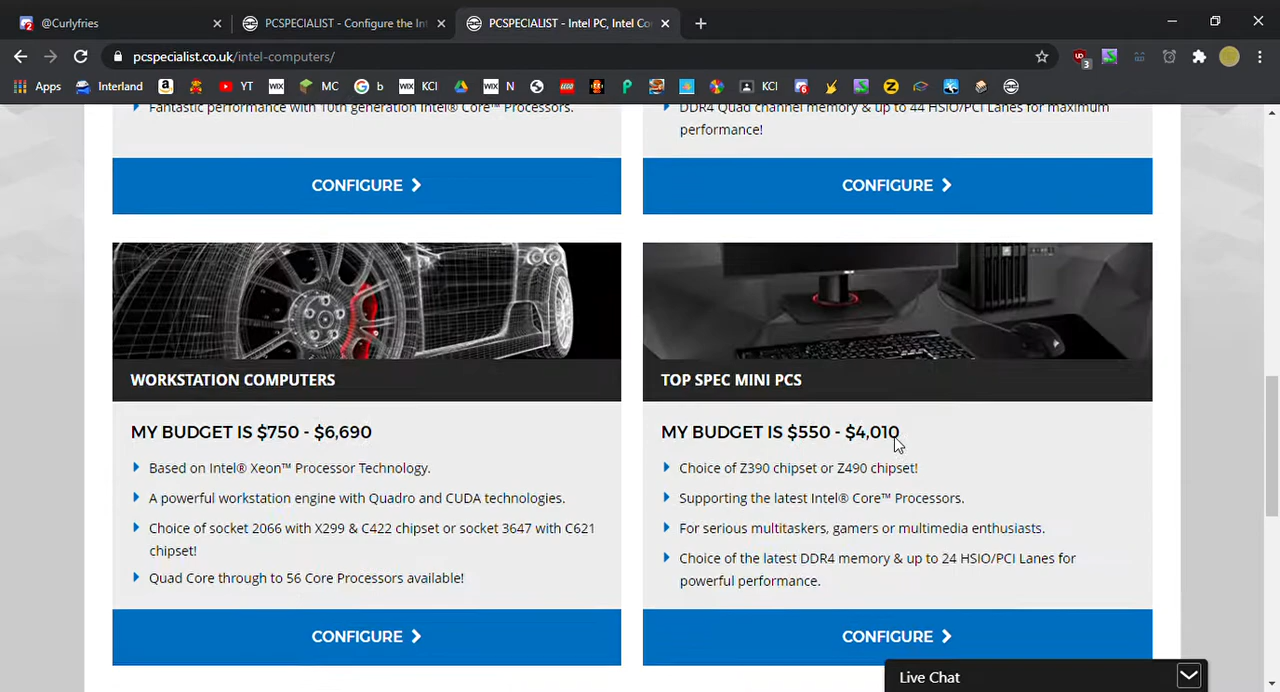 @Curlyfries
PCSPECIALIST - Configure the Int
PCSPECIALIST - Intel PC, Intel Co
pcspecialist.co.uk/intel-computers/
3
Apps Interland YT MC b KCI N KCI
Fantastic performance with 10th generation Intel® Core™ Processors.
DDR4 Quad channel memory & up to 44 HSIO/PCI Lanes for maximum
performance!
CONFIGURE
CONFIGURE
WORKSTATION COMPUTERS
MY BUDGET IS $750 - $6,690
Based on Intel® Xeon™ Processor Technology.
A powerful workstation engine with Quadro and CUDA technologies.
Choice of socket 2066 with X299 & C422 chipset or socket 3647 with C621
chipset!
Quad Core through to 56 Core Processors available!
CONFIGURE
TOP SPEC MINI PCS
MY BUDGET IS $550 - $4,010
Choice of Z390 chipset or Z490 chipset!
Supporting the latest Intel® Core™ Processors.
For serious multitaskers, gamers or multimedia enthusiasts.
Choice of the latest DDR4 memory & up to 24 HSIO/PCI Lanes for
powerful performance.
CONFIGURE
Live Chat